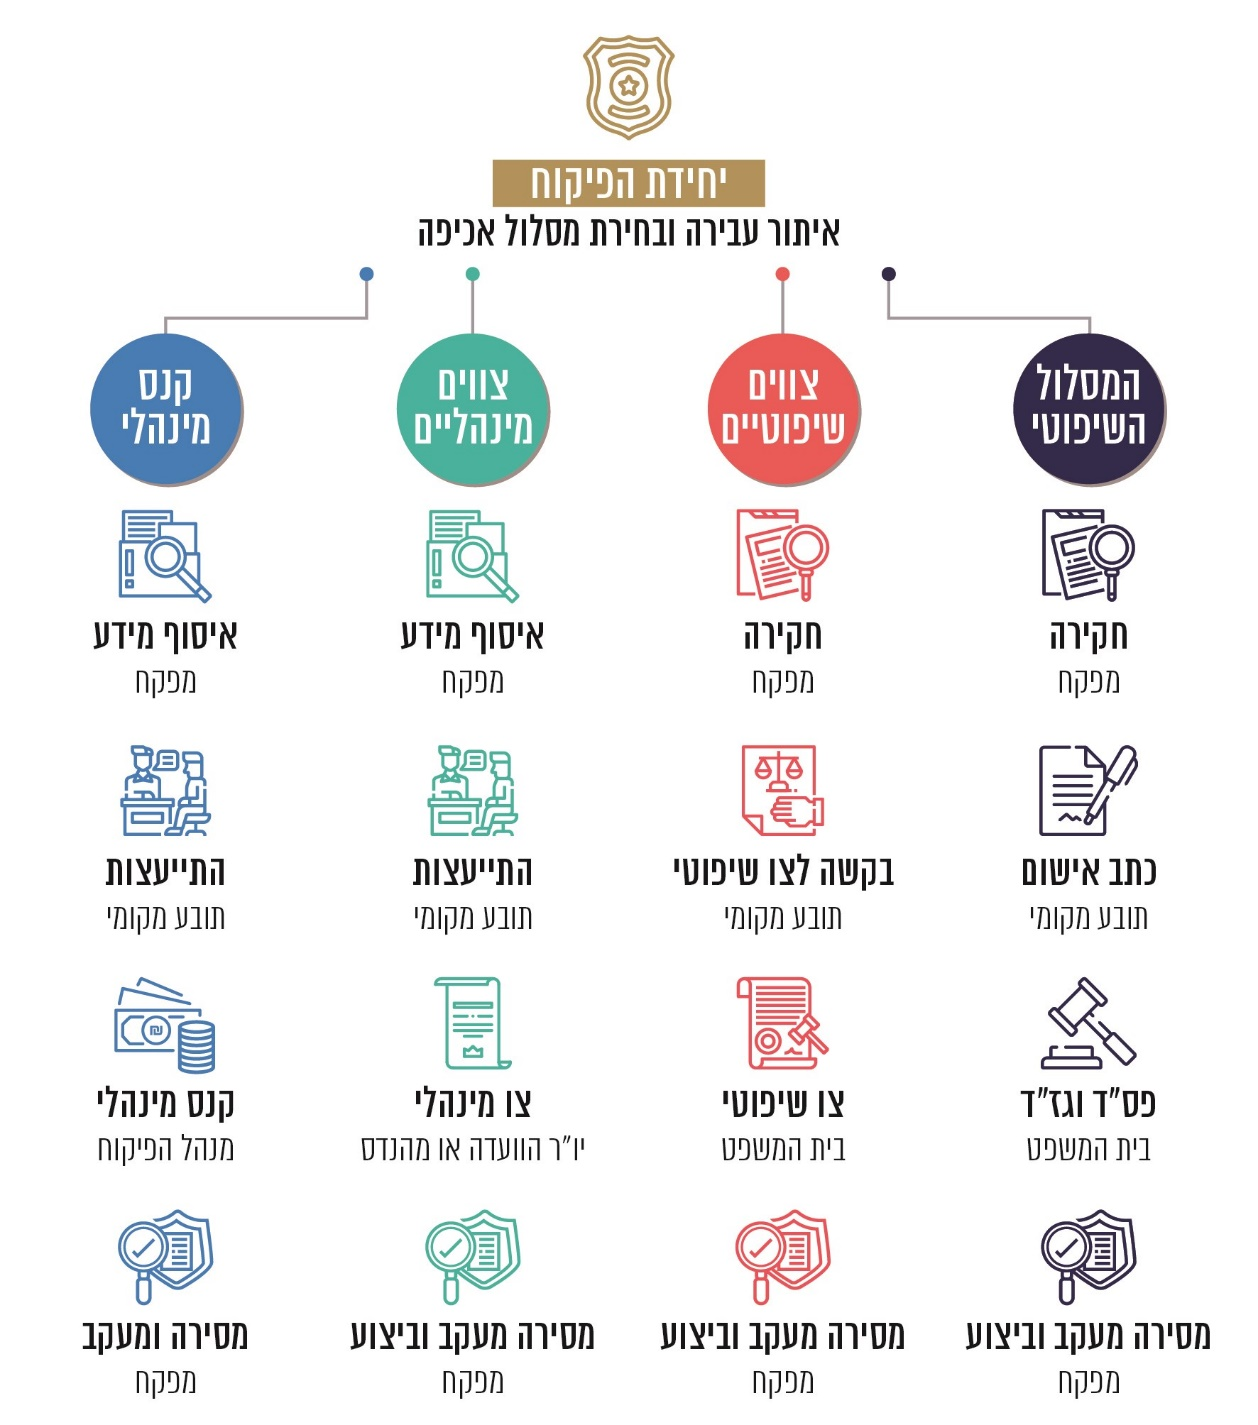 יחידת הפיקוח
איתור עבירה ובחירת מסלול אכיפה
המסלול
השיפוטי
חקירה
מפקח
כתב אישום
תובע מקומי
פס"ד וגז"ד
בית המשפט
מסירה מעקב וביצוע
מפקח
צווים
שיפוטיים
חקירה
מפקח
בקשה לצו שיפוטי
תובע מקומי
צו שיפוטי
בית המשפט
מסירה מעקב וביצוע
מפקח
צווים
מינהליים
איסוף מידע
מפקח
התייעצות
תובע מקומי
צו מינהלי
יו"ר הוועדה או מהנדס
מסירה מעקב וביצוע
מפקח
קנס
מינהלי
איסוף מידע
מפקח
התייעצות
תובע מקומי
₪
קנס מינהלי
מנהל הפיקוח
מסירה ומעקב
מפקח